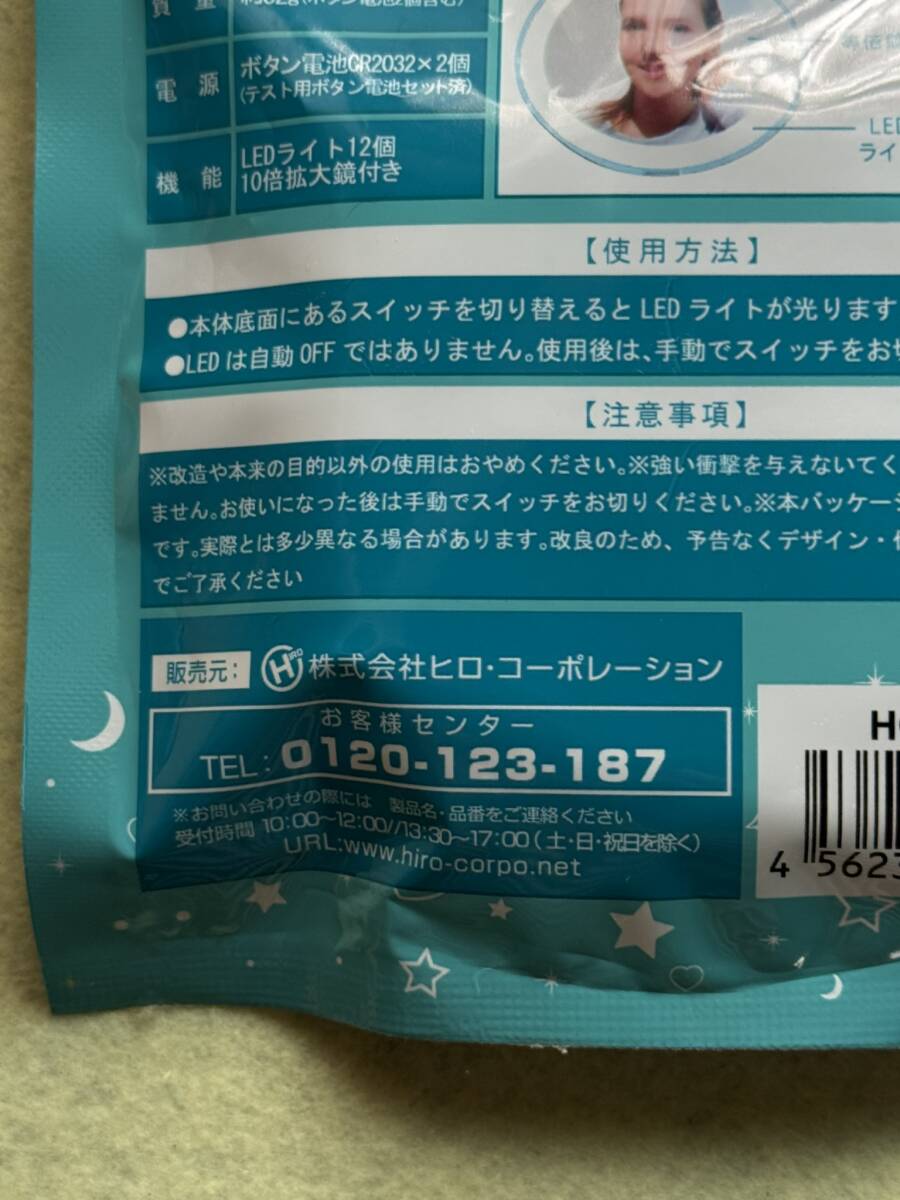 質 量
電 源
ボタン電池CR2032×2個
(テスト用ボタン電池セット済)
機 能
LEDライト12個
10倍拡大鏡付き
LED
ライ
【使用方法】
●本体底面にあるスイッチを切り替えるとLEDライトが光ります
●LEDは自動OFFではありません。使用後は、手動でスイッチをお切
【注意事項】
※改造や本来の目的以外の使用はおやめください。※強い衝撃を与えないてく
ません。お使いになった後は手動でスイッチをお切りください。※本パッケージ
です。実際とは多少異なる場合があります。改良のため、予告なくデザイン・仕
でご了承ください
販売元:
HIRO
株式会社ヒロ・コーポレーション
お客様センター
TEL:0120-123-187
※お問い合わせの際には 製品名・品番をご連絡ください
受付時間 10:00〜12:00//13:30〜17:00(土・日・祝日を除く)
URL:www.hiro-corpo.net
4 5623